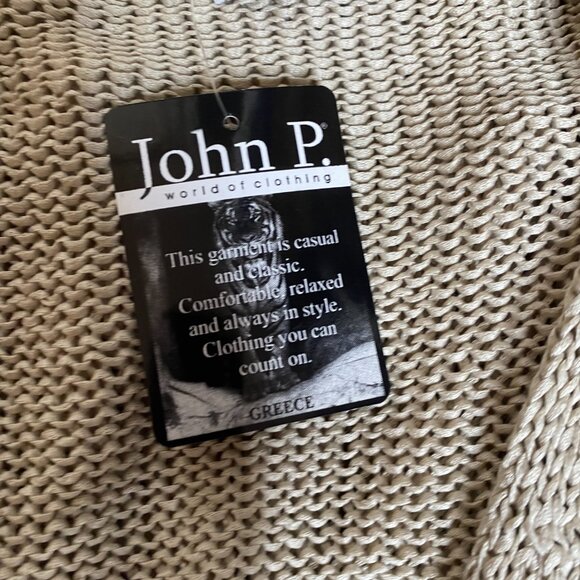 John P.®
world of clothing
This garment is casual
and classic.
Comfortable, relaxed
and always in style.
Clothing you can
count on.
GREECE